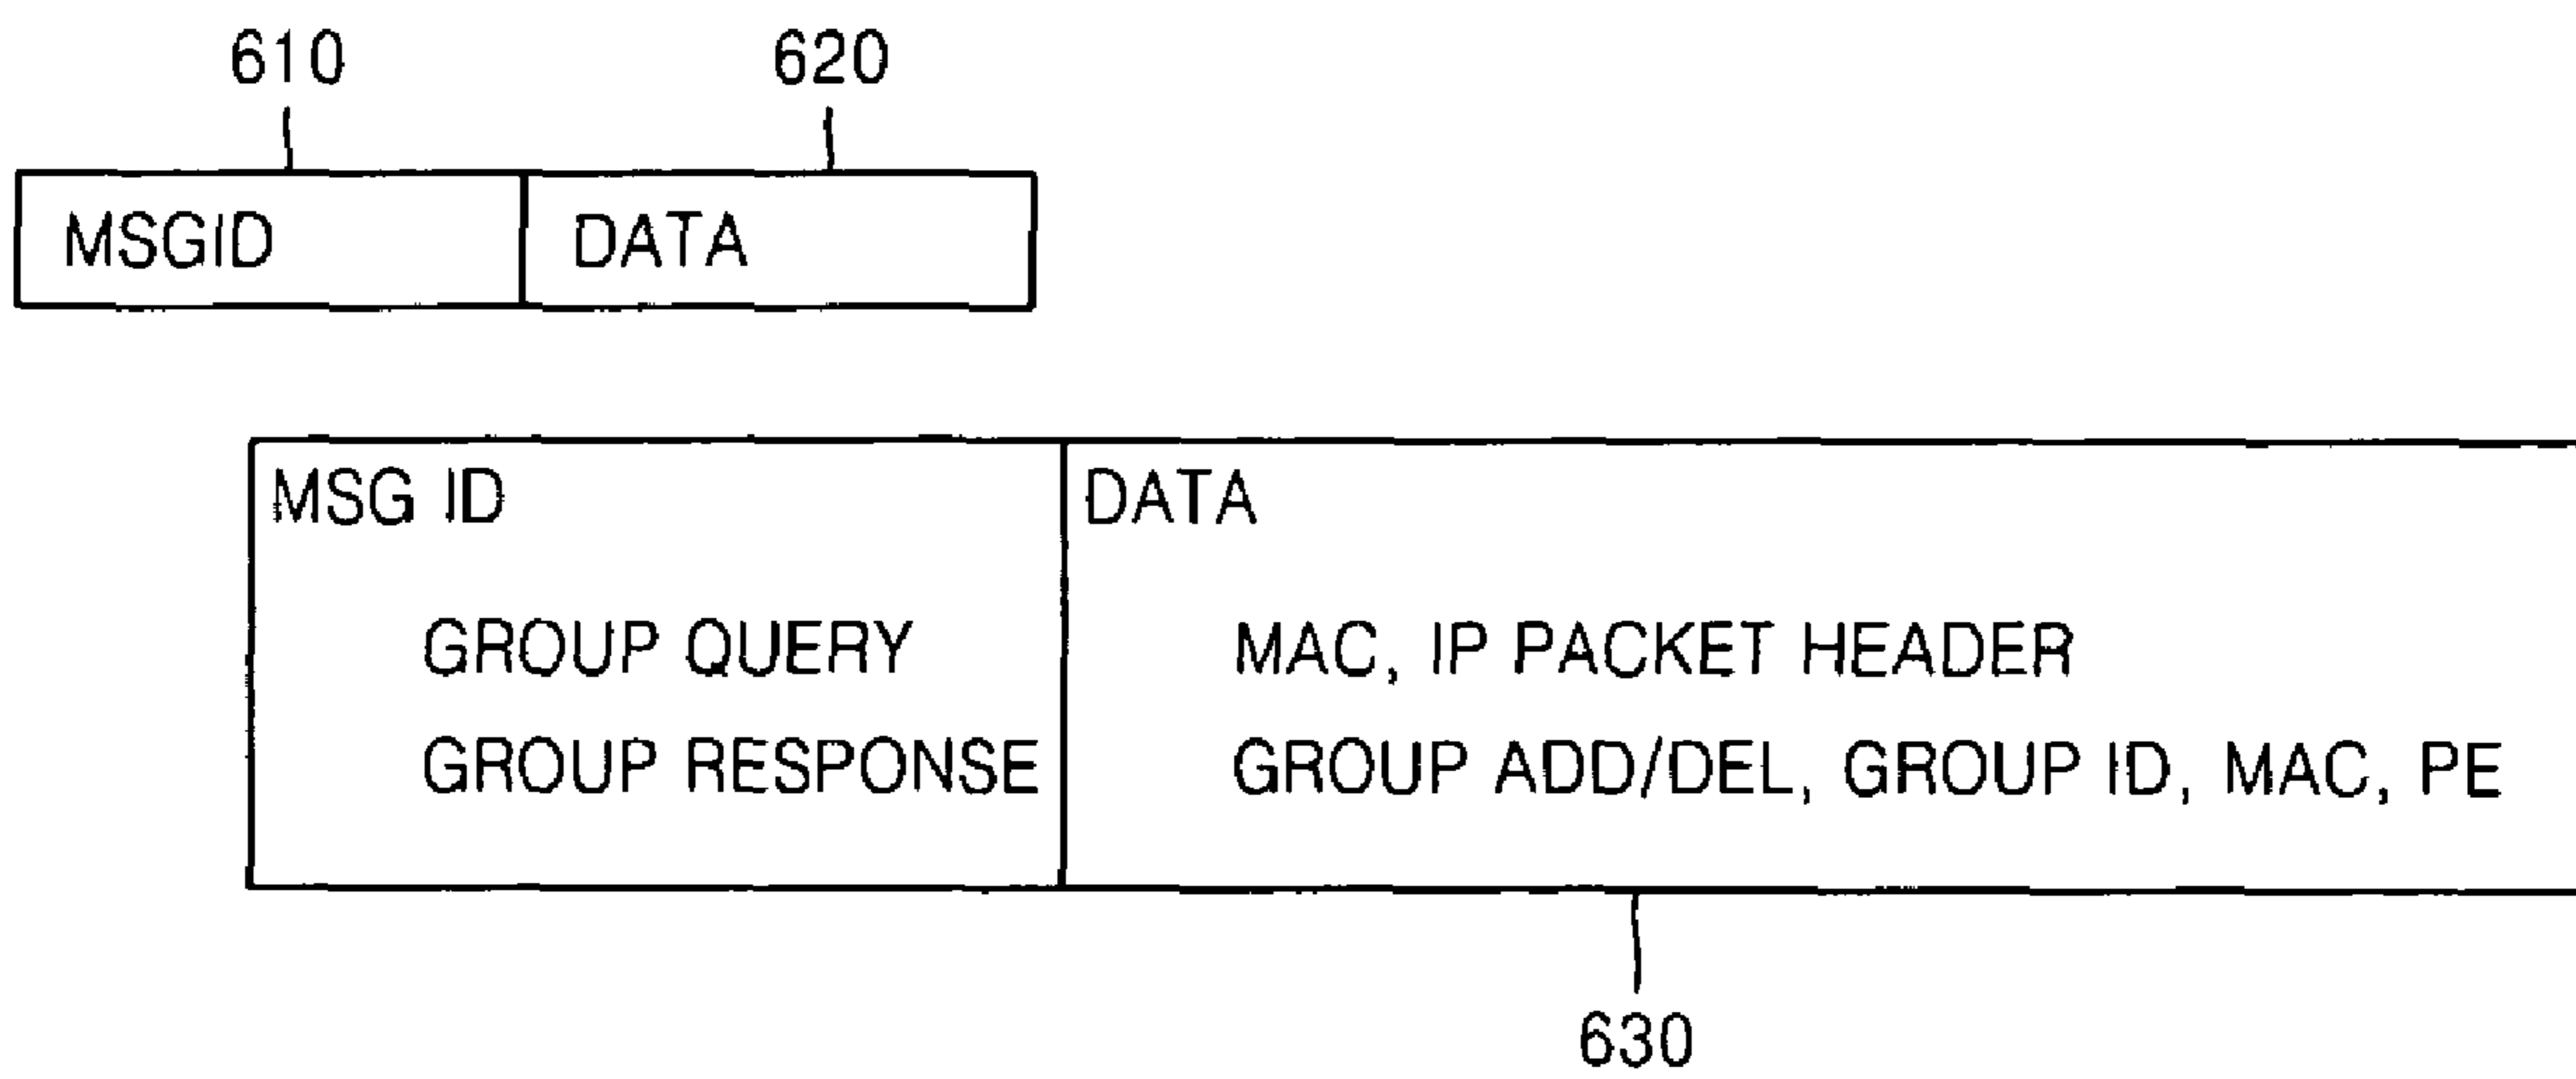 610 620
MSGID DATA
MSG ID DATA
GROUP QUERY MAC, IP PACKET HEADER
GROUP RESPONSE GROUP ADD/DEL, GROUP ID, MAC, PE
630